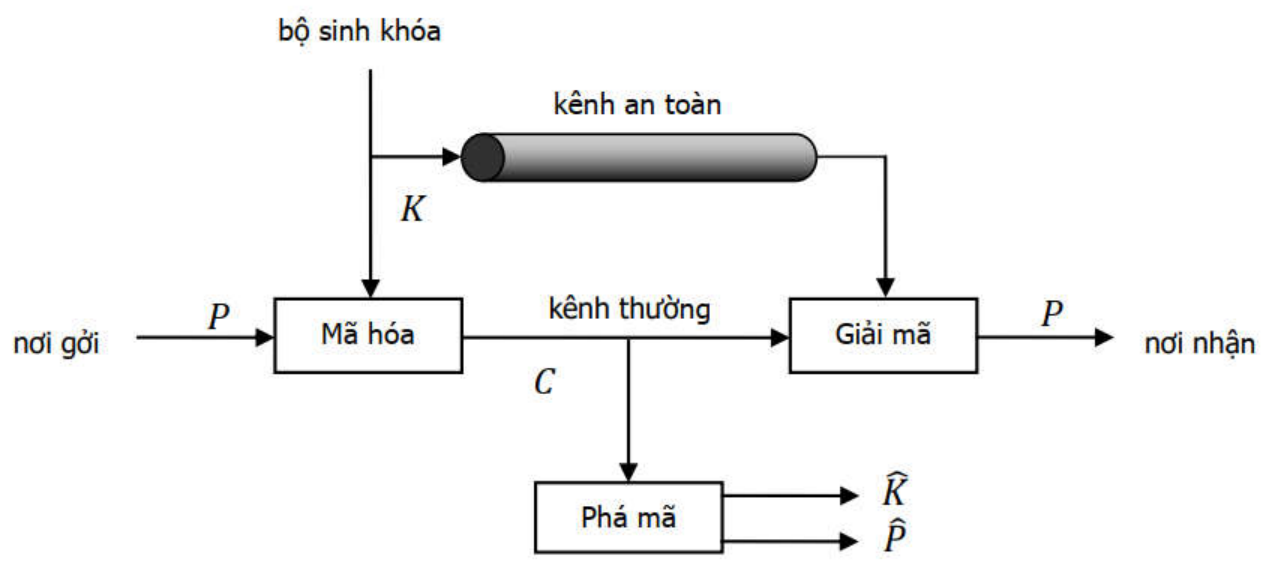 bộ sinh khóa
kênh an toàn
K
nơi gởi
P
Mã hóa
kênh thường
C
Giải mã
P
nơi nhận
Phá mã
K̂
P̂